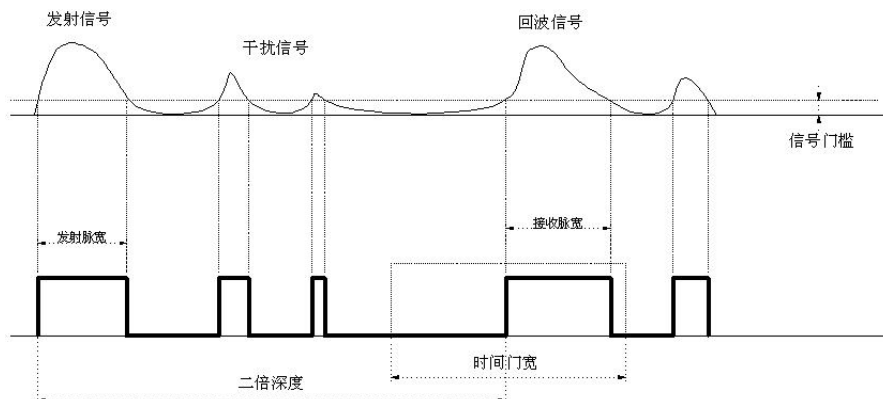 发射信号
干扰信号
回波信号
信号门槛
发射脉宽
接收脉宽
时间门宽
二倍深度